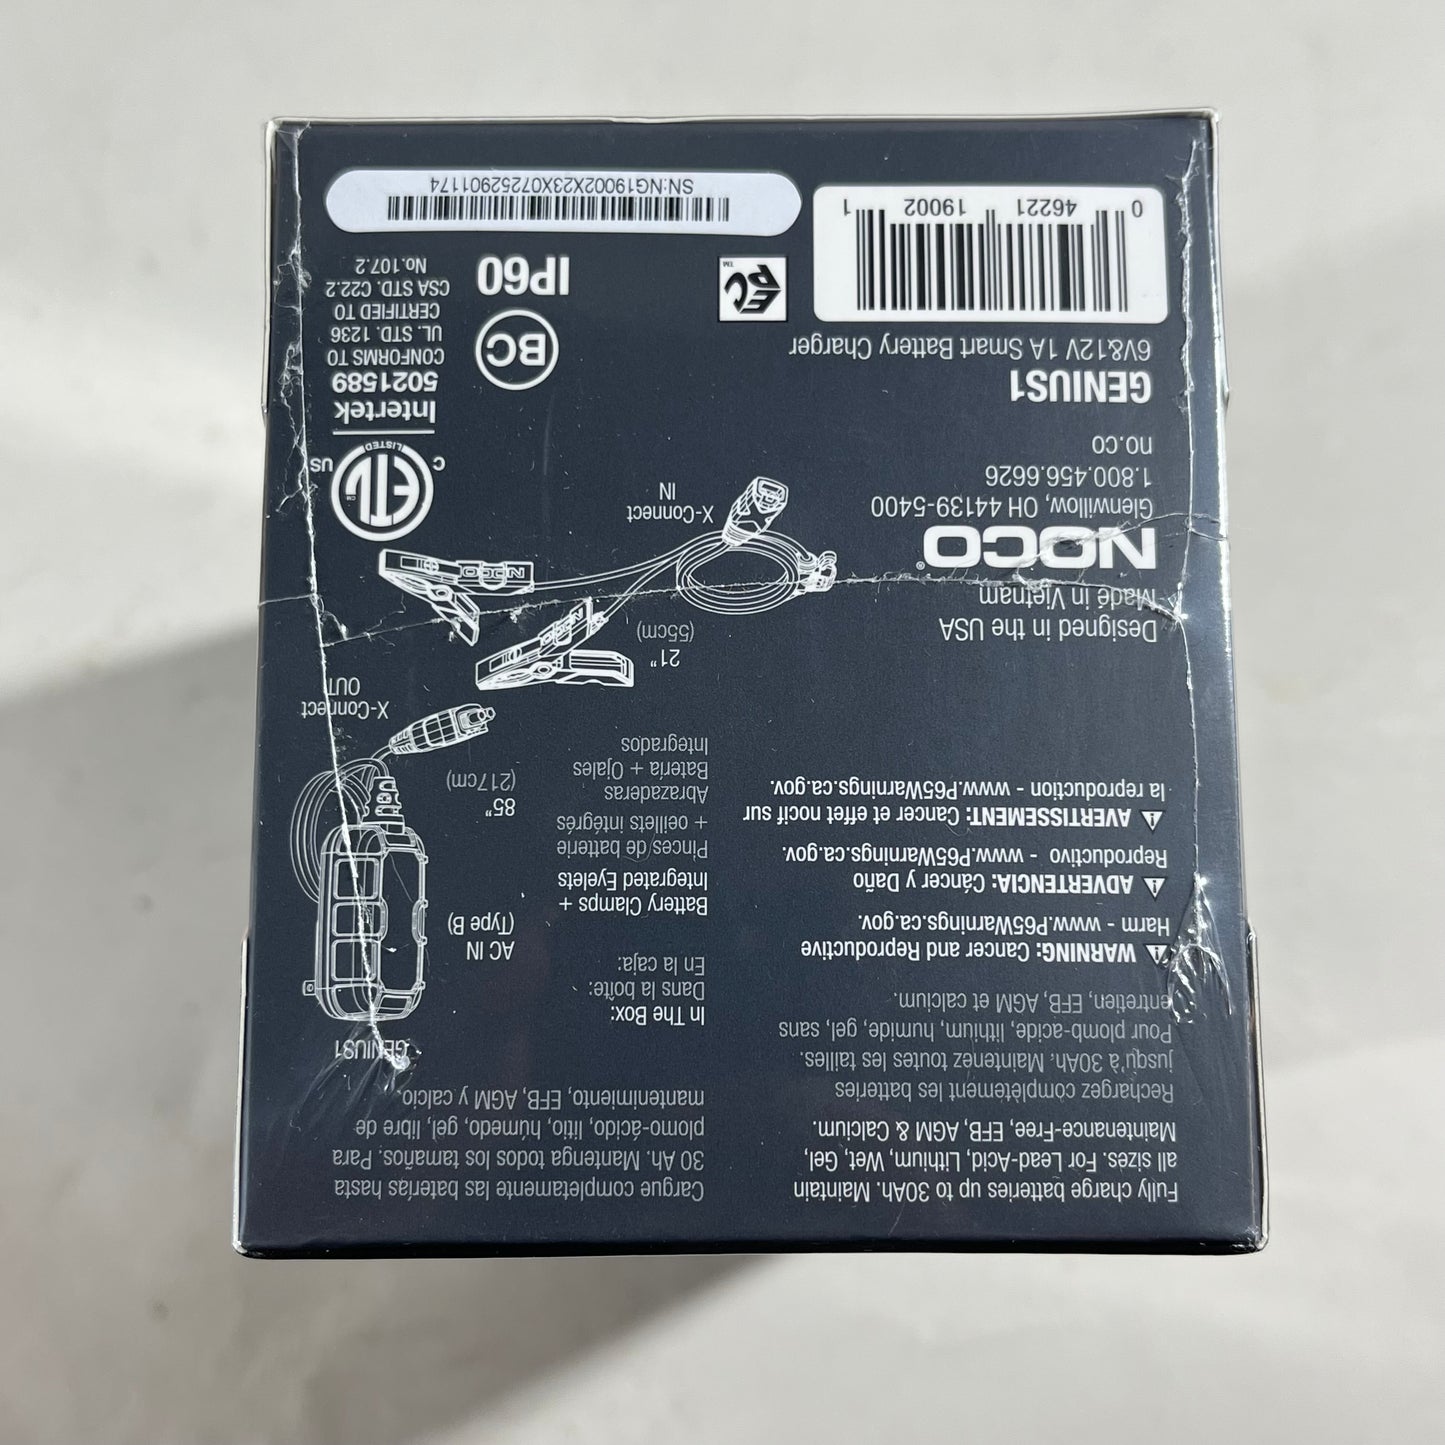 Fully charge batteries up to 30Ah. Maintain
all sizes. For Lead-Acid, Lithium, Wet, Gel,
Maintenance-Free, EFB, AGM & Calcium.
Rechargez complètement les batteries
jusqu'à 30Ah. Maintenez toutes les tailles.
Pour plomb-acide, lithium, humide, gel, sans
entretien, EFB, AGM et calcium.
WARNING: Cancer and Reproductive
Harm - www.P65Warnings.ca.gov.
ADVERTENCIA: Cáncer y Daño
Reproductivo - www.P65Warnings.ca.gov.
AVERTISSEMENT: Cancer et effet nocif sur
la reproduction - www.P65Warnings.ca.gov.
Designed in the USA
Made in Vietnam
NOCO®
Glenwillow, OH 44139-5400
1.800.456.6626
no.co
GENIUS1
6V&12V 1A Smart Battery Charger
0 46221 19002 1
Cargue completamente las baterías hasta
30 Ah. Mantenga todos los tamaños. Para
plomo-ácido, litio, húmedo, gel, libre de
mantenimiento, EFB, AGM y calcio.
In The Box:
Dans la boîte:
En la caja:
Battery Clamps +
Integrated Eyelets
Pinces de batterie
+ oeillets intégrés
Abrazaderas
Batería + Ojales
Integrados
GENIUS1
AC IN
(Type B)
85”
(217cm)
X-Connect
OUT
21”
(55cm)
NOCO
NOCO
X-Connect
IN
ETL
CM
LISTED
C
US
Intertek
5021589
CONFORMS TO
UL. STD. 1236
CERTIFIED TO
CSA STD. C22.2
No.107.2
BC
IP60
EPC
TM
SN:NG19002X23X07252901174